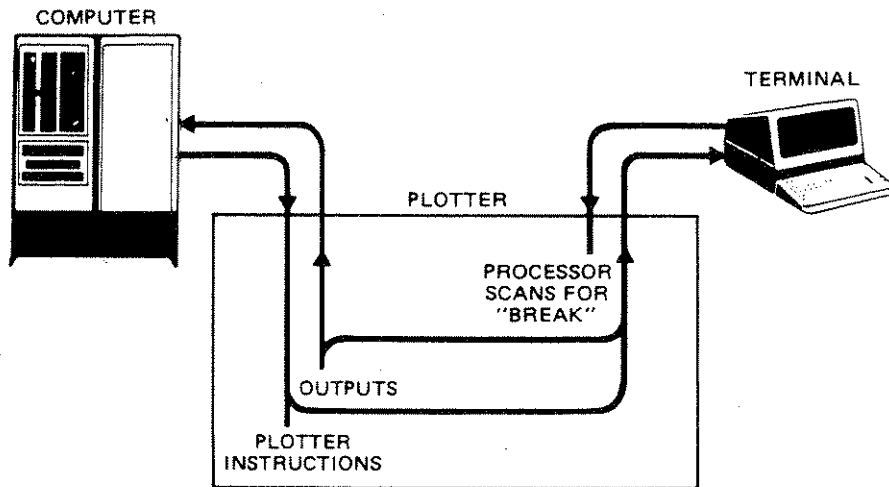 COMPUTER
TERMINAL
PLOTTER
PROCESSOR
SCANS FOR
"BREAK"
OUTPUTS
PLOTTER
INSTRUCTIONS